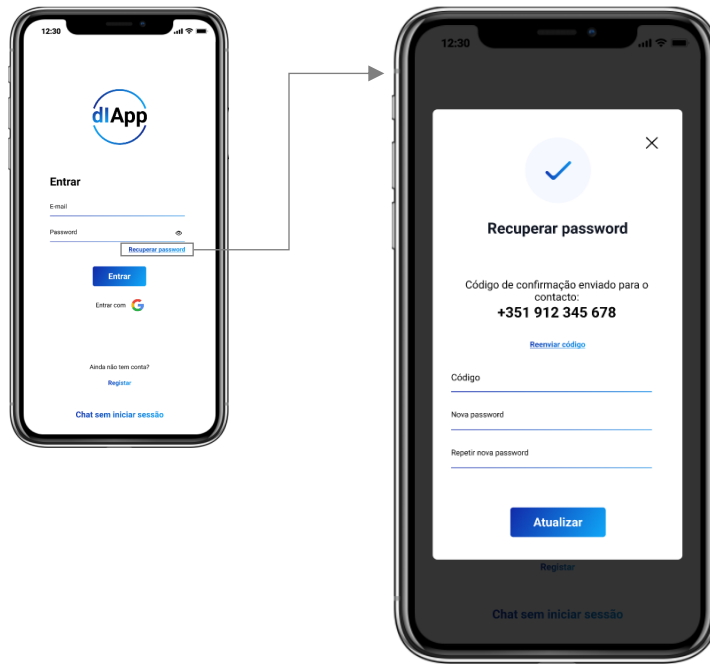 12:30
dIApp
Entrar
E-mail
Password
Recuperar password
Entrar
Entrar com
Ainda não tem conta?
Registar
Chat sem iniciar sessão
12:30
Recuperar password
Código de confirmação enviado para o
contacto:
+351 912 345 678
Reenviar código
Código
Nova password
Repetir nova password
Atualizar
Registar
Chat sem iniciar sessão